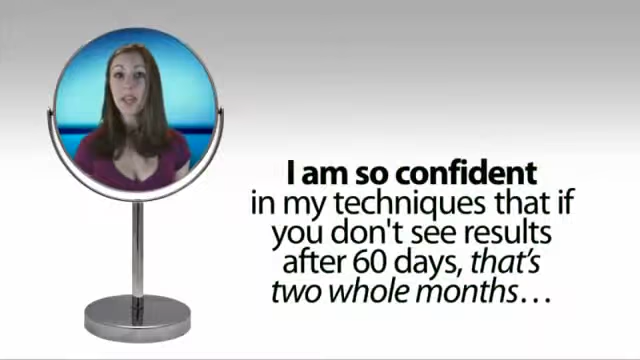 I am so confident
in my techniques that if
you don't see results
after 60 days, that's
two whole months…